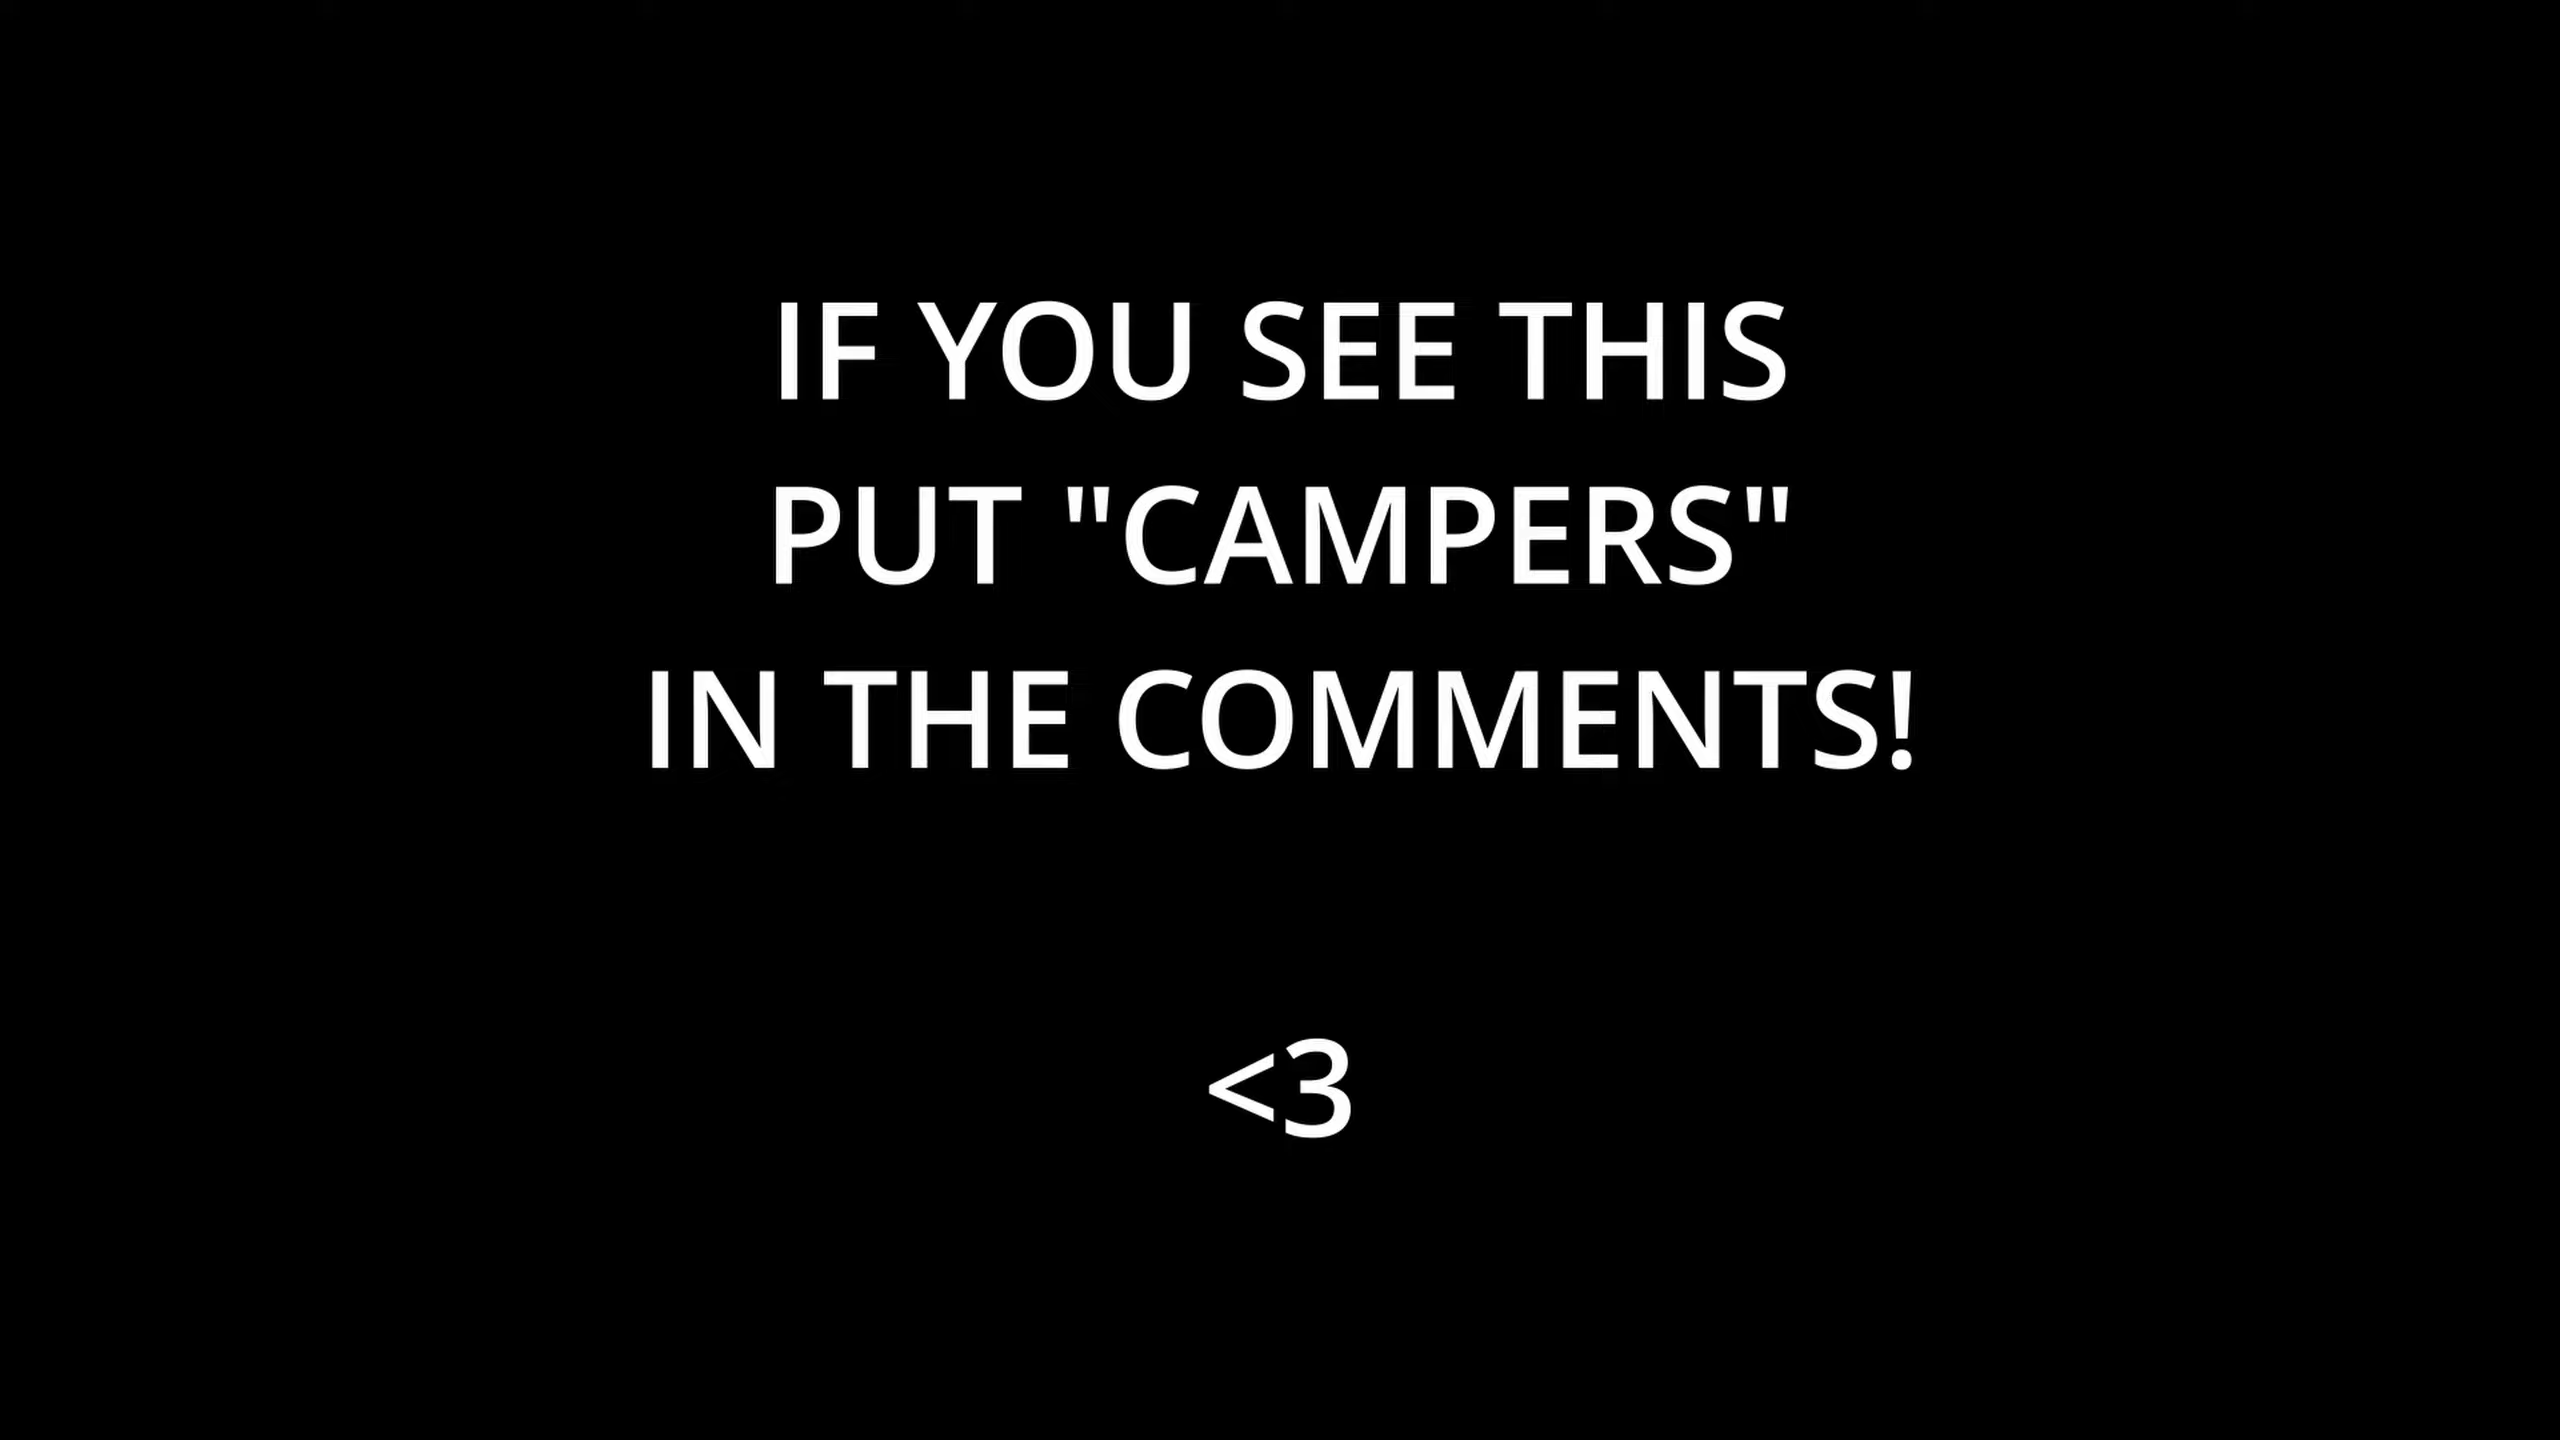 IF YOU SEE THIS
PUT "CAMPERS"
IN THE COMMENTS!
<3